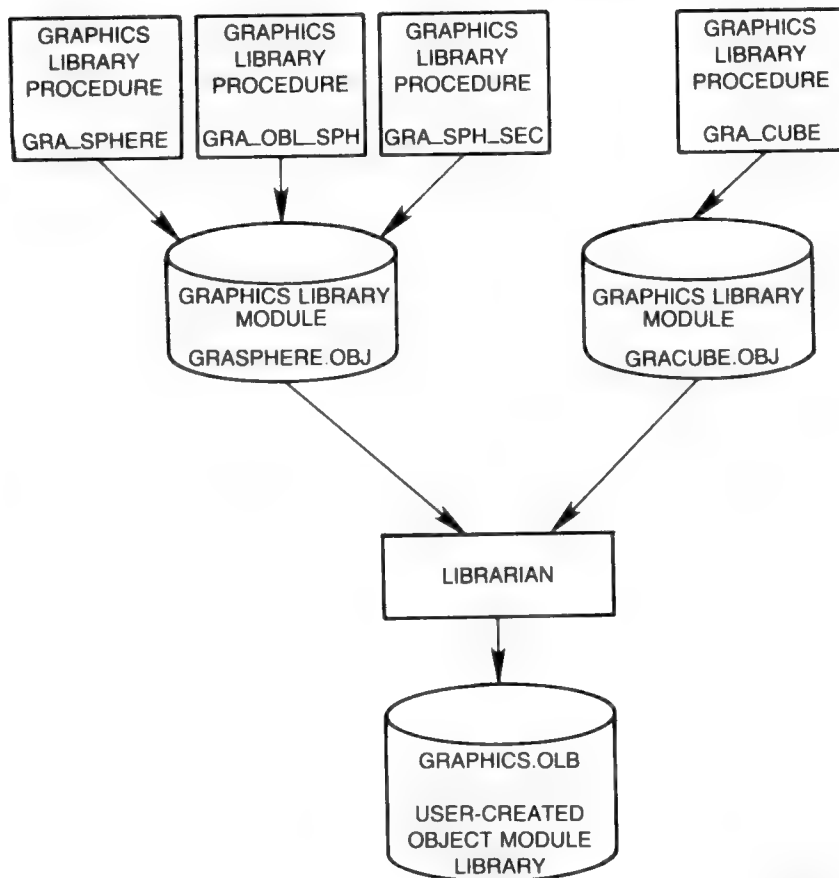 GRAPHICS
LIBRARY
PROCEDURE
GRA_SPHERE
GRAPHICS
LIBRARY
PROCEDURE
GRA_OBL_SPH
GRAPHICS
LIBRARY
PROCEDURE
GRA_SPH_SEC
GRAPHICS
LIBRARY
PROCEDURE
GRA_CUBE
GRAPHICS LIBRARY
MODULE
GRASPHERE.OBJ
GRAPHICS LIBRARY
MODULE
GRACUBE.OBJ
LIBRARIAN
GRAPHICS.OLB
USER-CREATED
OBJECT MODULE
LIBRARY